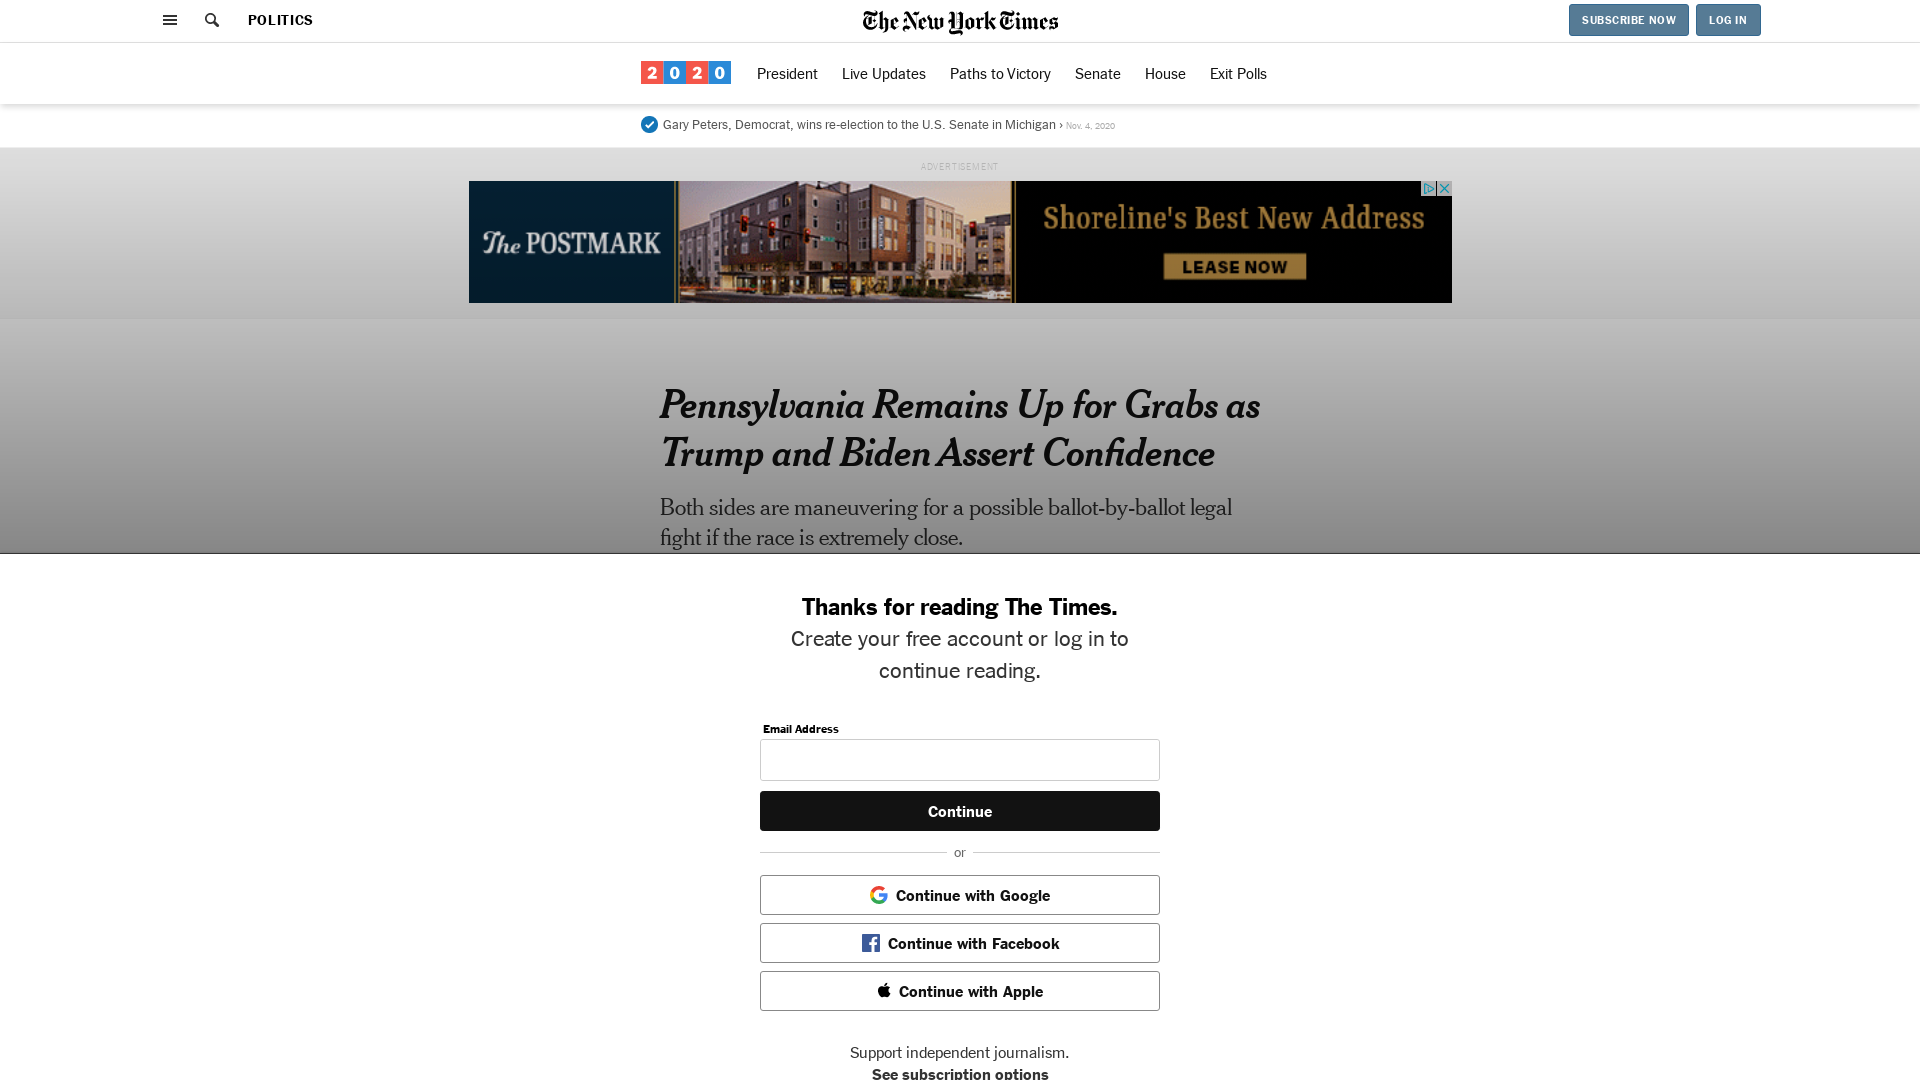 POLITICS
The New York Times
SUBSCRIBE NOW
LOG IN
2020
President
Live Updates
Paths to Victory
Senate
House
Exit Polls
Gary Peters, Democrat, wins re-election to the U.S. Senate in Michigan › Nov. 4, 2020
ADVERTISEMENT
The POSTMARK
Shoreline's Best New Address
LEASE NOW
Pennsylvania Remains Up for Grabs as
Trump and Biden Assert Confidence
Both sides are maneuvering for a possible ballot-by-ballot legal
fight if the race is extremely close.
Thanks for reading The Times.
Create your free account or log in to
continue reading.
Email Address
Continue
or
Continue with Google
Continue with Facebook
Continue with Apple
Support independent journalism.
See subscription options